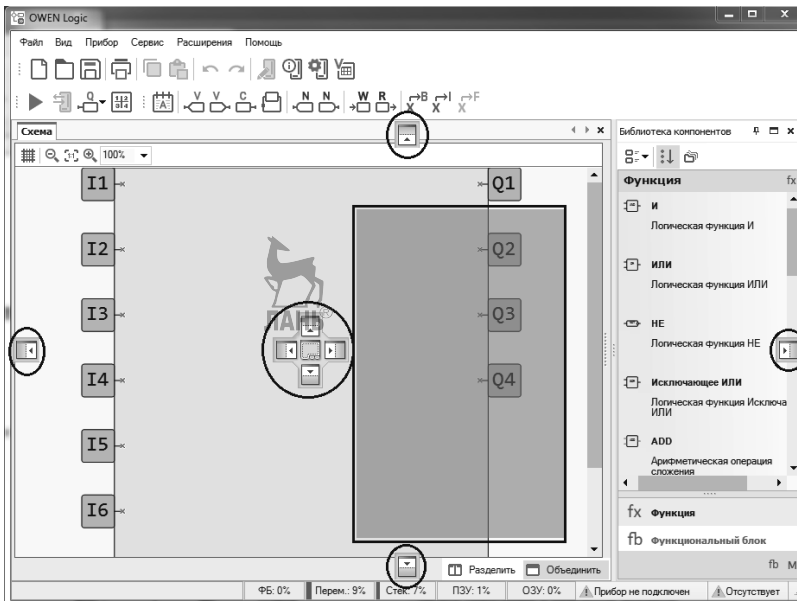 OWEN Logic
Файл Вид Прибор Сервис Расширения Помощь
Схема
Библиотека компонентов
100%
Функция fx
I1
Q1
И
Логическая функция И
I2
Q2
ИЛИ
Логическая функция ИЛИ
I3
Q3
ЛАНЬ®
НЕ
Логическая функция НЕ
I4
Q4
Исключающее ИЛИ
Логическая функция Исключа
ИЛИ
I5
ADD
Арифметическая операция
сложения
I6
fx Функция
fb Функциональный блок
Разделить Объединить
fb М
ФБ: 0% Перем.: 9% Стек: 7% ПЗУ: 1% ОЗУ: 0% Прибор не подключен Отсутствует